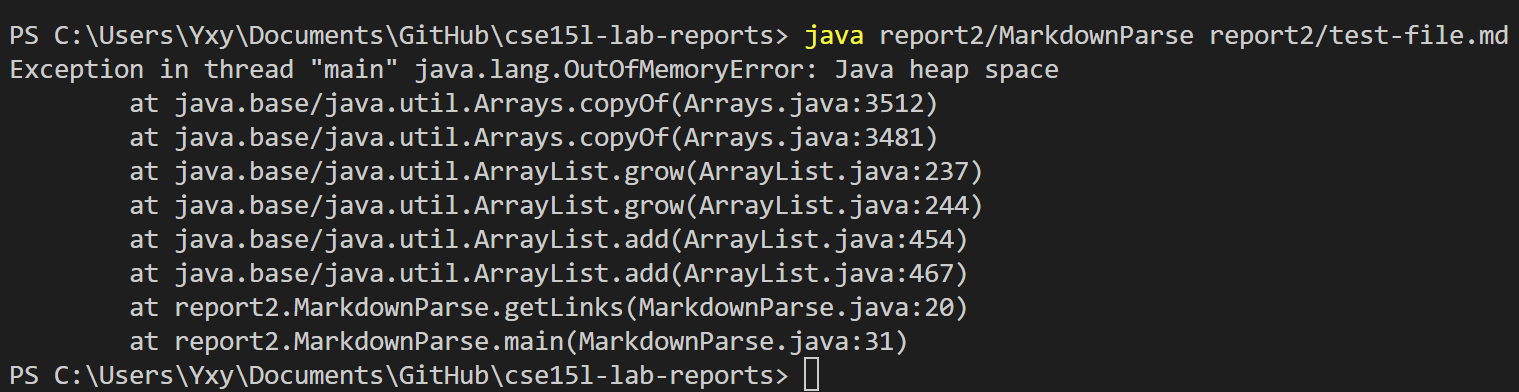 PS C:\Users\Yxy\Documents\GitHub\cse15l-lab-reports> java report2/MarkdownParse report2/test-file.md
Exception in thread "main" java.lang.OutOfMemoryError: Java heap space
        at java.base/java.util.Arrays.copyOf(Arrays.java:3512)
        at java.base/java.util.Arrays.copyOf(Arrays.java:3481)
        at java.base/java.util.ArrayList.grow(ArrayList.java:237)
        at java.base/java.util.ArrayList.grow(ArrayList.java:244)
        at java.base/java.util.ArrayList.add(ArrayList.java:454)
        at java.base/java.util.ArrayList.add(ArrayList.java:467)
        at report2.MarkdownParse.getLinks(MarkdownParse.java:20)
        at report2.MarkdownParse.main(MarkdownParse.java:31)
PS C:\Users\Yxy\Documents\GitHub\cse15l-lab-reports>